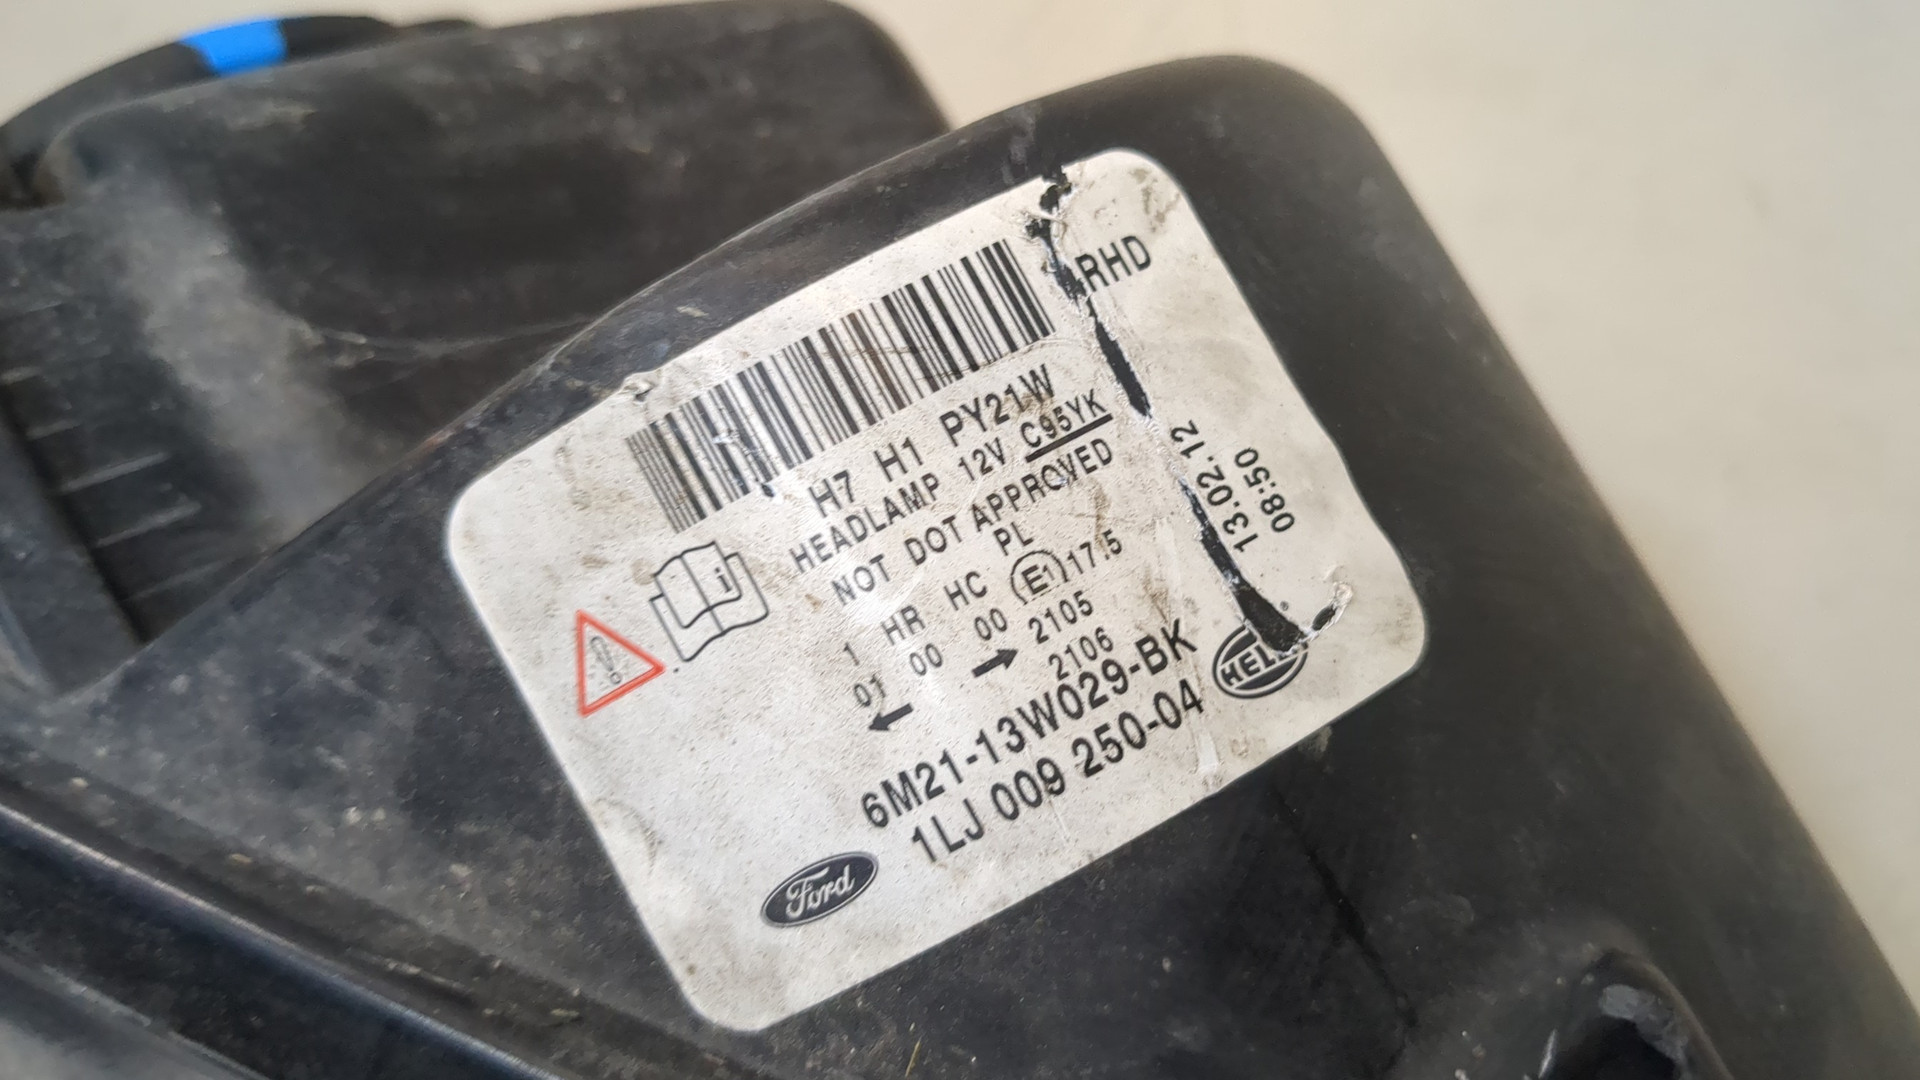 RHD
H7 H1 PY21W
HEADLAMP 12V C95YK
NOT DOT APPROVED
PL
1 HR HC E1 17.5
01 00 00 2105
2106
6M21-13W029-BK
1LJ 009 250-04
13.02.12
08:50
Ford